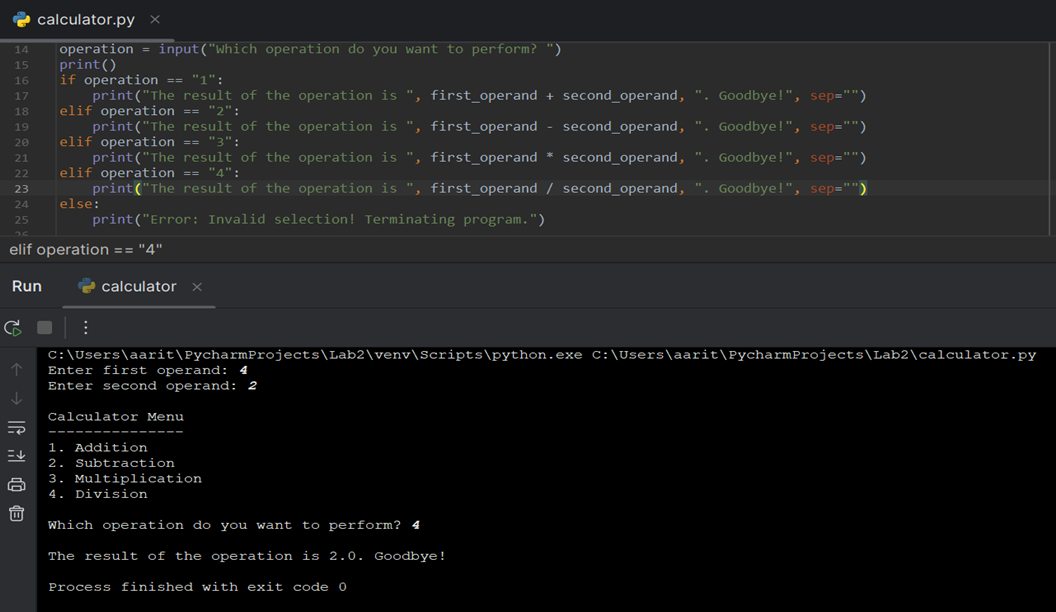 calculator.py ×
14 operation = input("Which operation do you want to perform? ")
15 print()
16 if operation == "1":
17     print("The result of the operation is ", first_operand + second_operand, ". Goodbye!", sep="")
18 elif operation == "2":
19     print("The result of the operation is ", first_operand - second_operand, ". Goodbye!", sep="")
20 elif operation == "3":
21     print("The result of the operation is ", first_operand * second_operand, ". Goodbye!", sep="")
22 elif operation == "4":
23     print("The result of the operation is ", first_operand / second_operand, ". Goodbye!", sep="")
24 else:
25     print("Error: Invalid selection! Terminating program.")
26
elif operation == "4"
Run calculator ×
C:\Users\aarit\PycharmProjects\Lab2\venv\Scripts\python.exe C:\Users\aarit\PycharmProjects\Lab2\calculator.py
Enter first operand: 4
Enter second operand: 2
Calculator Menu
---------------
1. Addition
2. Subtraction
3. Multiplication
4. Division
Which operation do you want to perform? 4
The result of the operation is 2.0. Goodbye!
Process finished with exit code 0